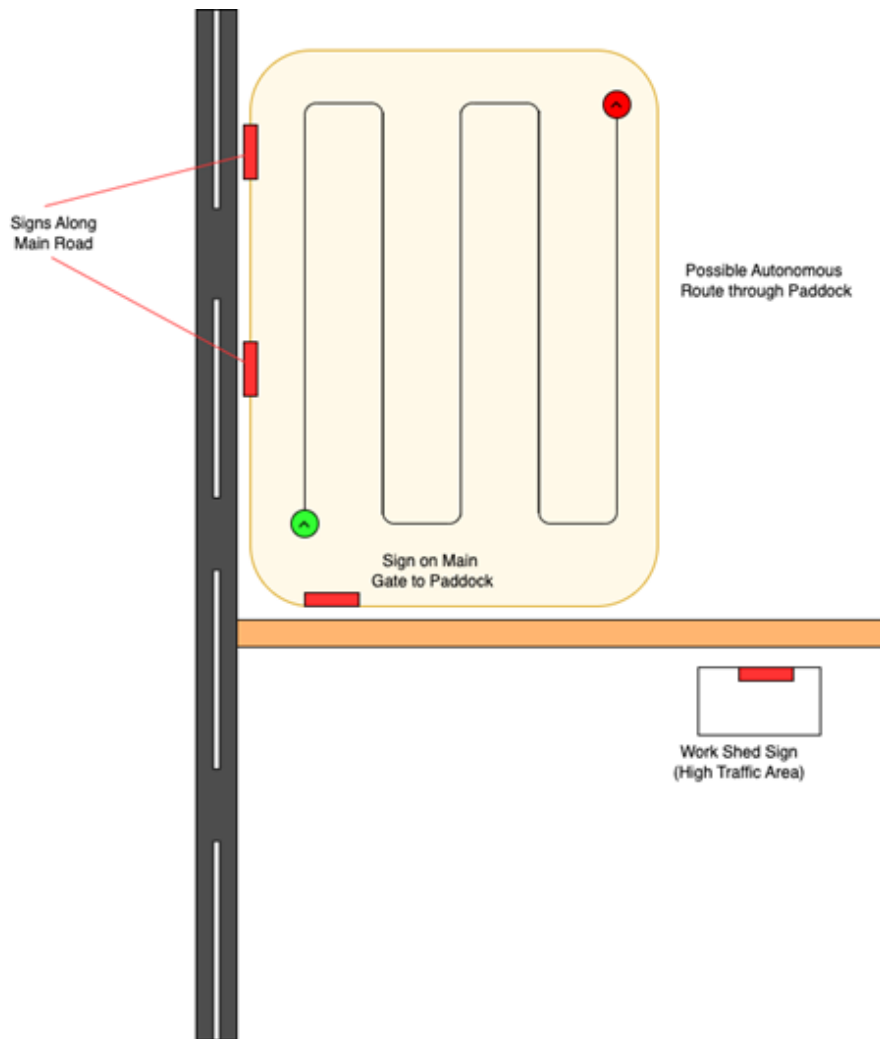 Signs Along
Main Road
Possible Autonomous
Route through Paddock
Sign on Main
Gate to Paddock
Work Shed Sign
(High Traffic Area)